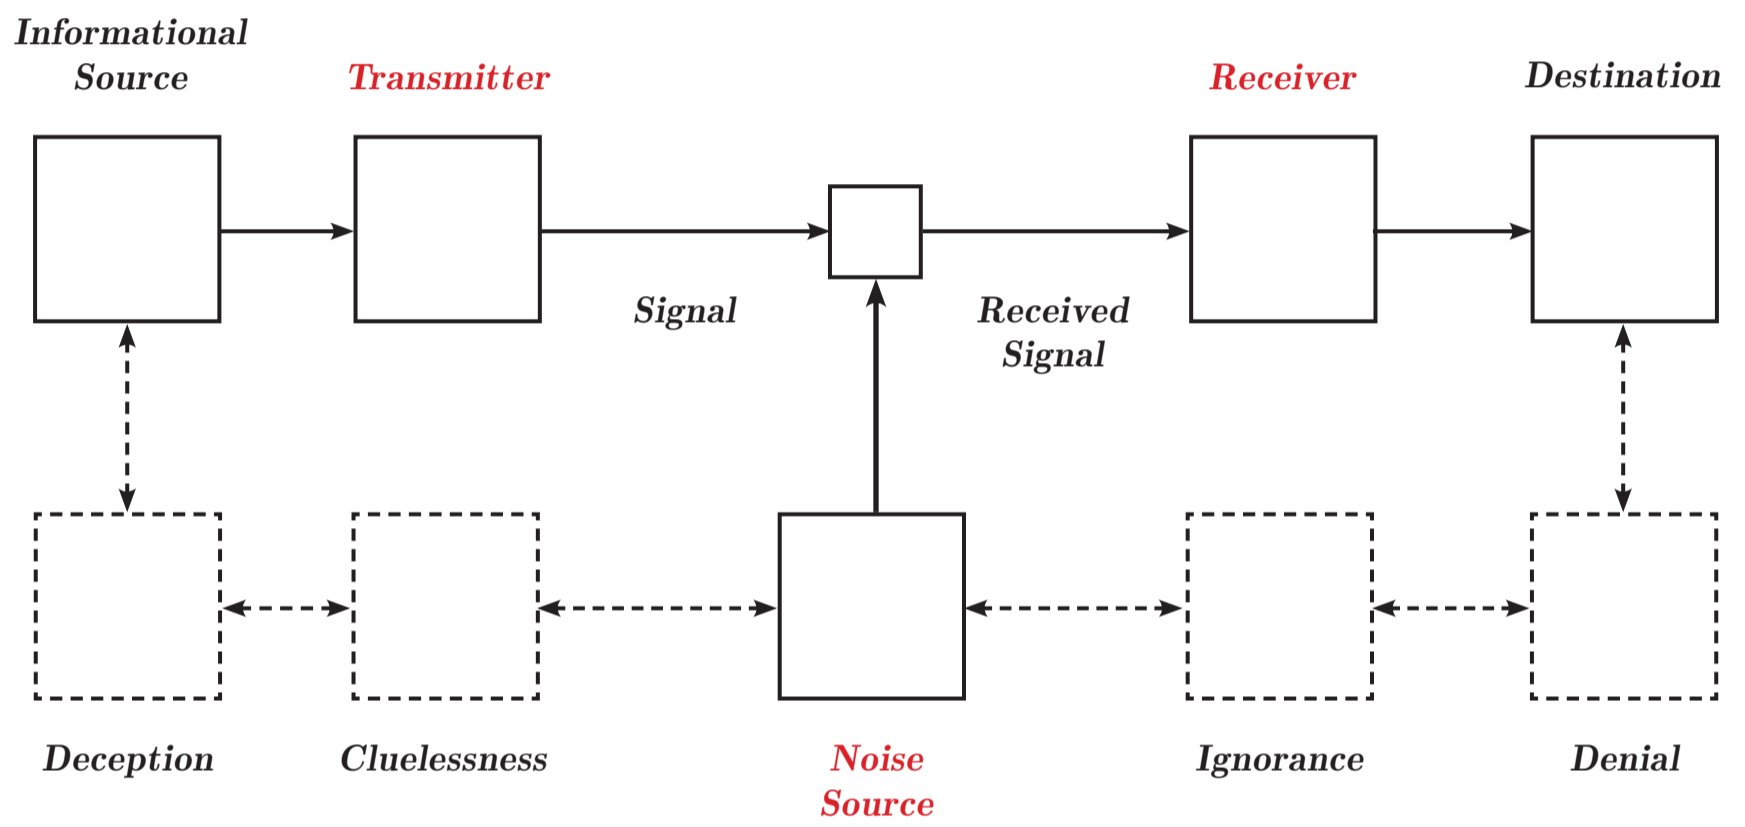 Informational
Source
Transmitter
Receiver
Destination
Signal
Received
Signal
Deception
Cluelessness
Noise
Source
Ignorance
Denial